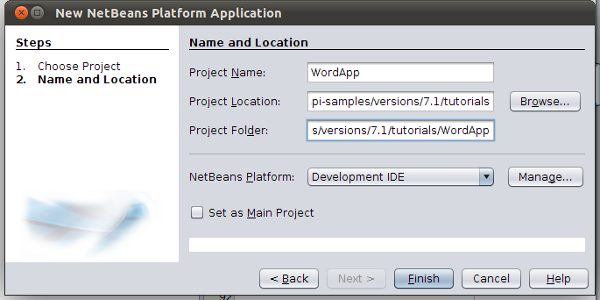 New NetBeans Platform Application
Steps
1. Choose Project
2. Name and Location
Name and Location
Project Name: WordApp
Project Location: pi-samples/versions/7.1/tutorials Browse...
Project Folder: s/versions/7.1/tutorials/WordApp
NetBeans Platform: Development IDE Manage...
Set as Main Project
< Back Next > Finish Cancel Help
92